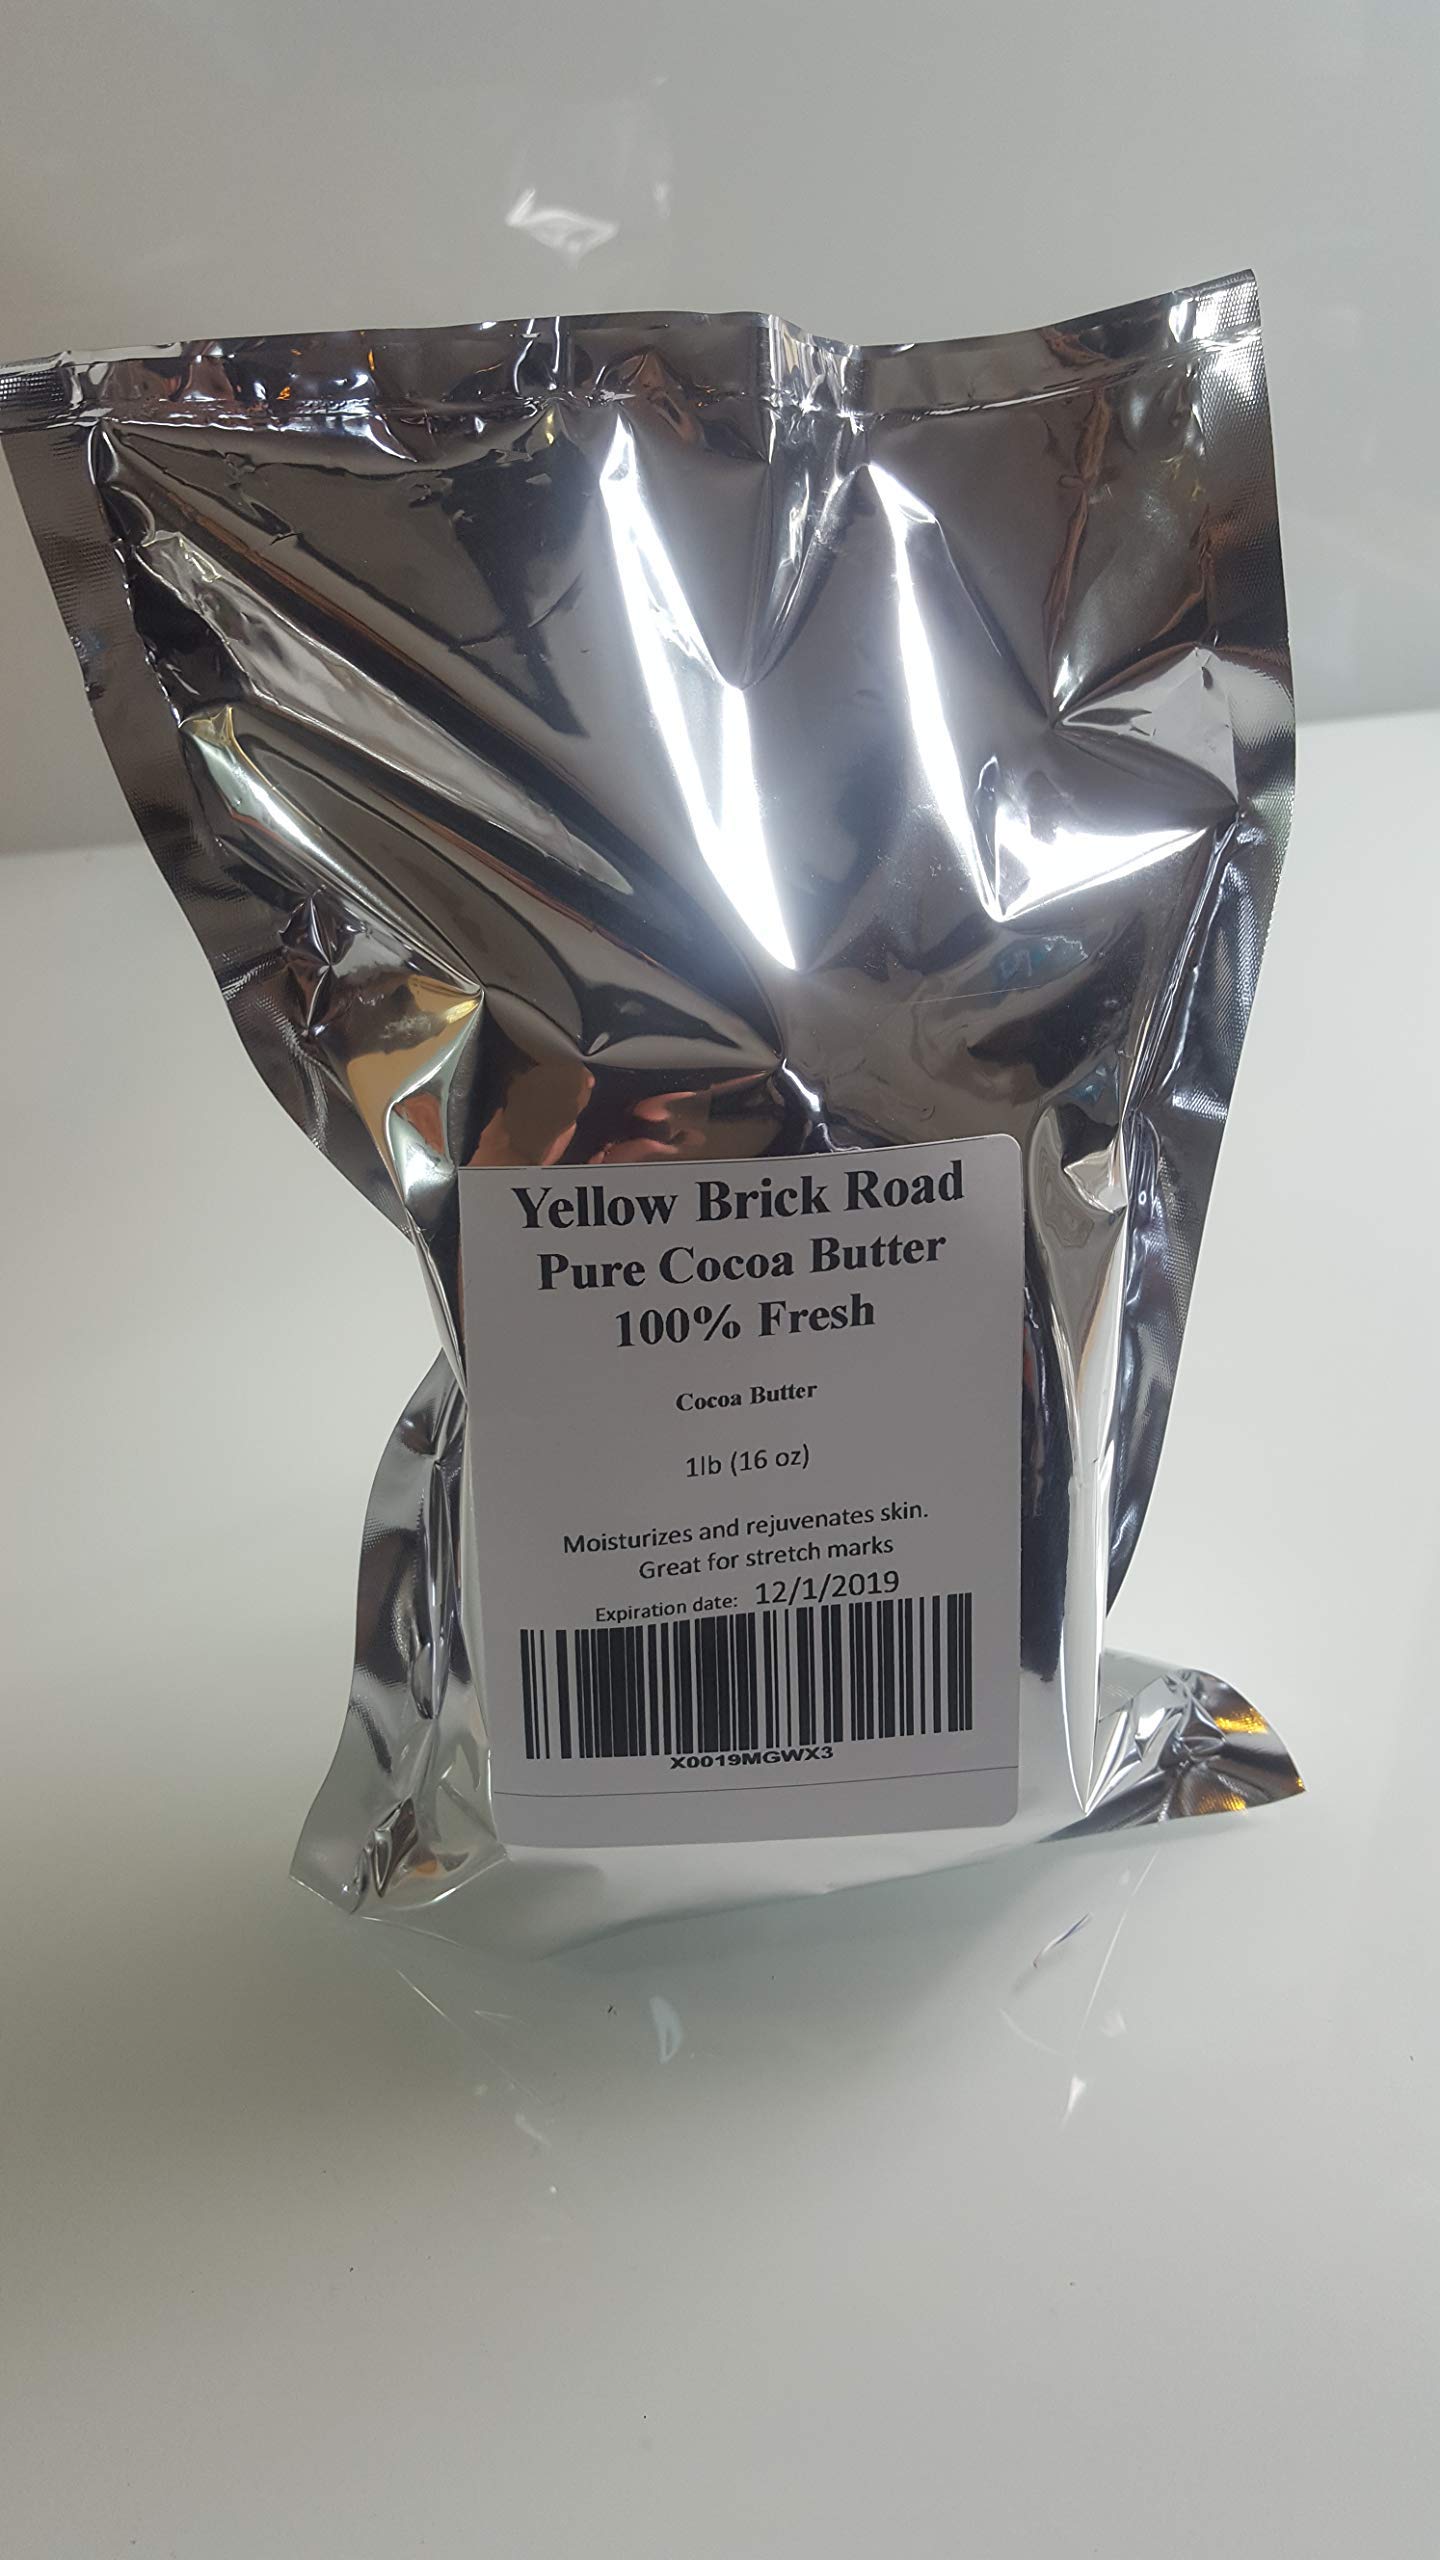 Yellow Brick Road
Pure Cocoa Butter
100% Fresh
Cocoa Butter
1lb (16 oz)
Moisturizes and rejuvenates skin.
Great for stretch marks
Expiration date: 12/1/2019
X0019MGWX3